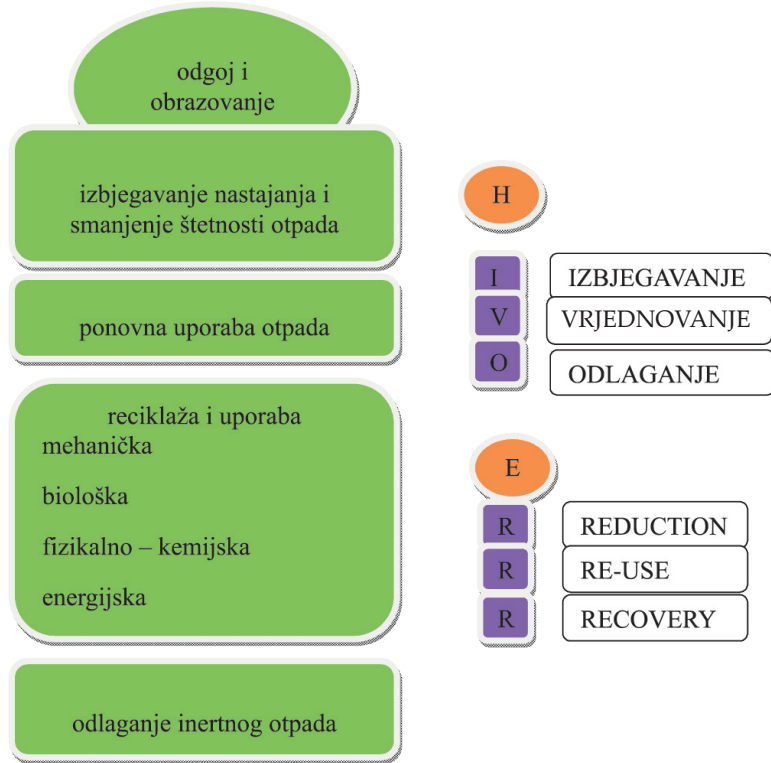 odgoj i
obrazovanje
izbjegavanje nastajanja i
smanjenje štetnosti otpada
ponovna uporaba otpada
reciklaža i uporaba
mehanička
biološka
fizikalno – kemijska
energijska
odlaganje inertnog otpada
H
I IZBJEGAVANJE
V VRJEDNOVANJE
O ODLAGANJE
E
R REDUCTION
R RE-USE
R RECOVERY